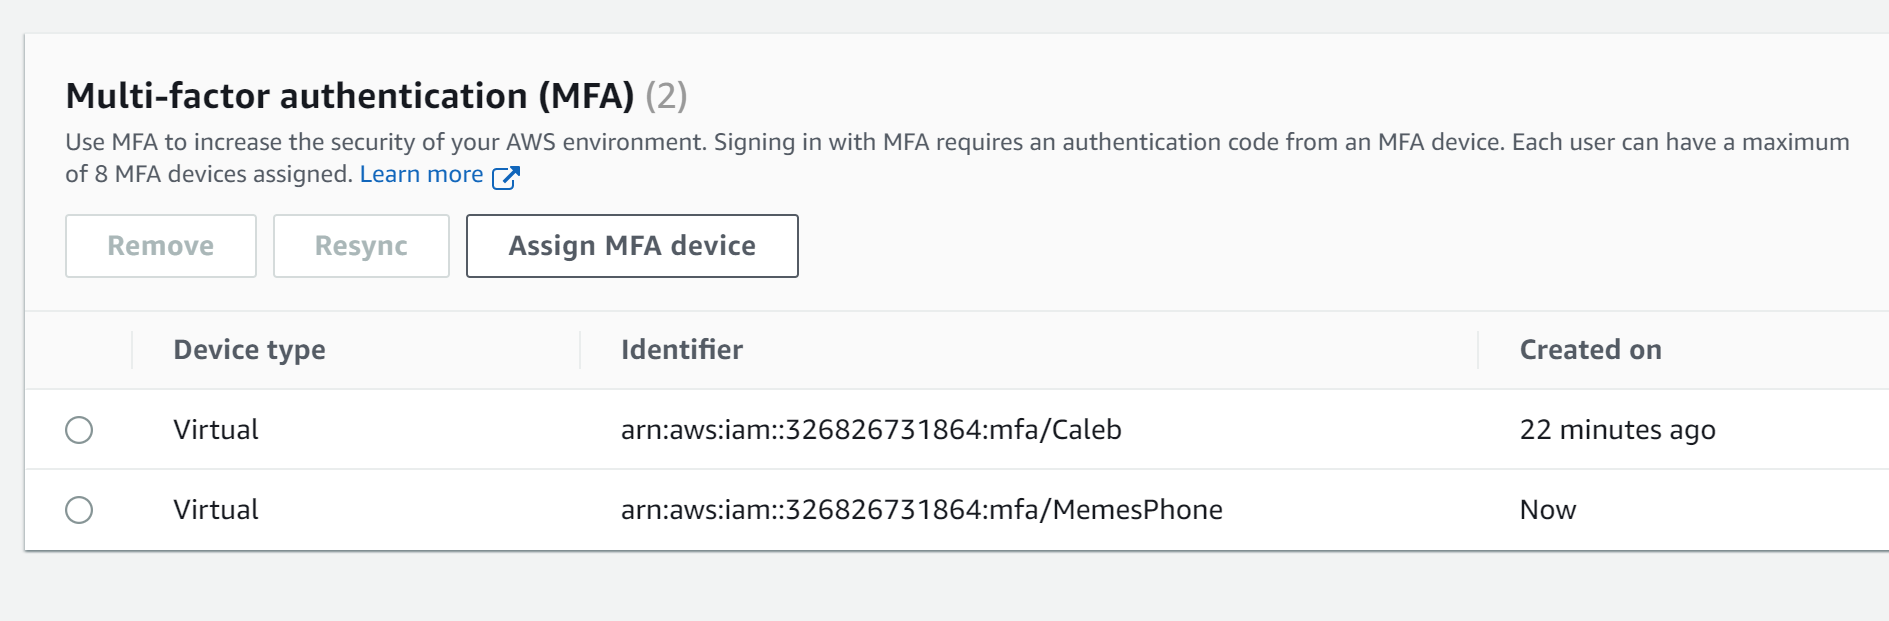 Multi-factor authentication (MFA) (2)
Use MFA to increase the security of your AWS environment. Signing in with MFA requires an authentication code from an MFA device. Each user can have a maximum
of 8 MFA devices assigned. Learn more
Remove Resync Assign MFA device
Device type Identifier Created on
Virtual arn:aws:iam::326826731864:mfa/Caleb 22 minutes ago
Virtual arn:aws:iam::326826731864:mfa/MemesPhone Now